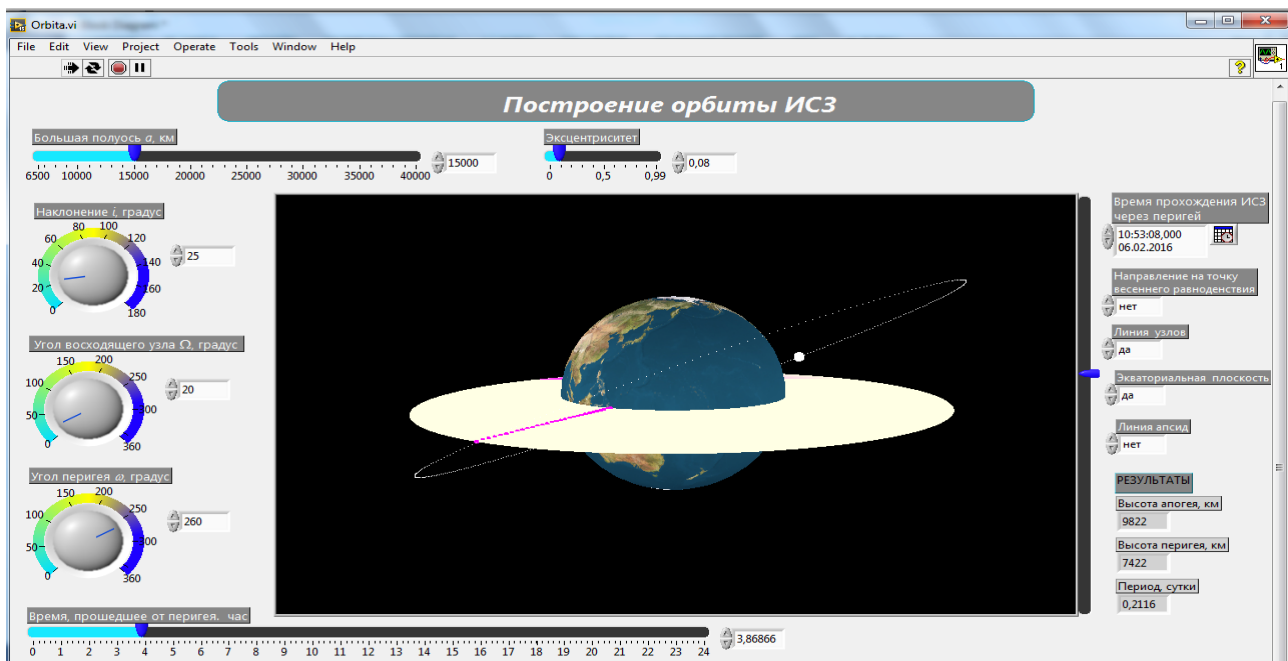 Orbita.vi
File Edit View Project Operate Tools Window Help
Построение орбиты ИСЗ
Большая полуось a, км
6500 10000 15000 20000 25000 30000 35000 40000
15000
Эксцентриситет
0 0,5 0,99
0,08
Наклонение i, градус
0 20 40 60 80 100 120 140 160 180
25
Угол восходящего узла Ω, градус
0 50 100 150 200 250 300 360
20
Угол перигея ω, градус
0 50 100 150 200 250 300 360
260
Время, прошедшее от перигея. час
0 1 2 3 4 5 6 7 8 9 10 11 12 13 14 15 16 17 18 19 20 21 22 23 24
3,86866
Время прохождения ИСЗ
через перигей
10:53:08,000
06.02.2016
Направление на точку
весеннего равноденствия
нет
Линия узлов
да
Экваториальная плоскость
да
Линия апсид
нет
РЕЗУЛЬТАТЫ
Высота апогея, км
9822
Высота перигея, км
7422
Период, сутки
0,2116